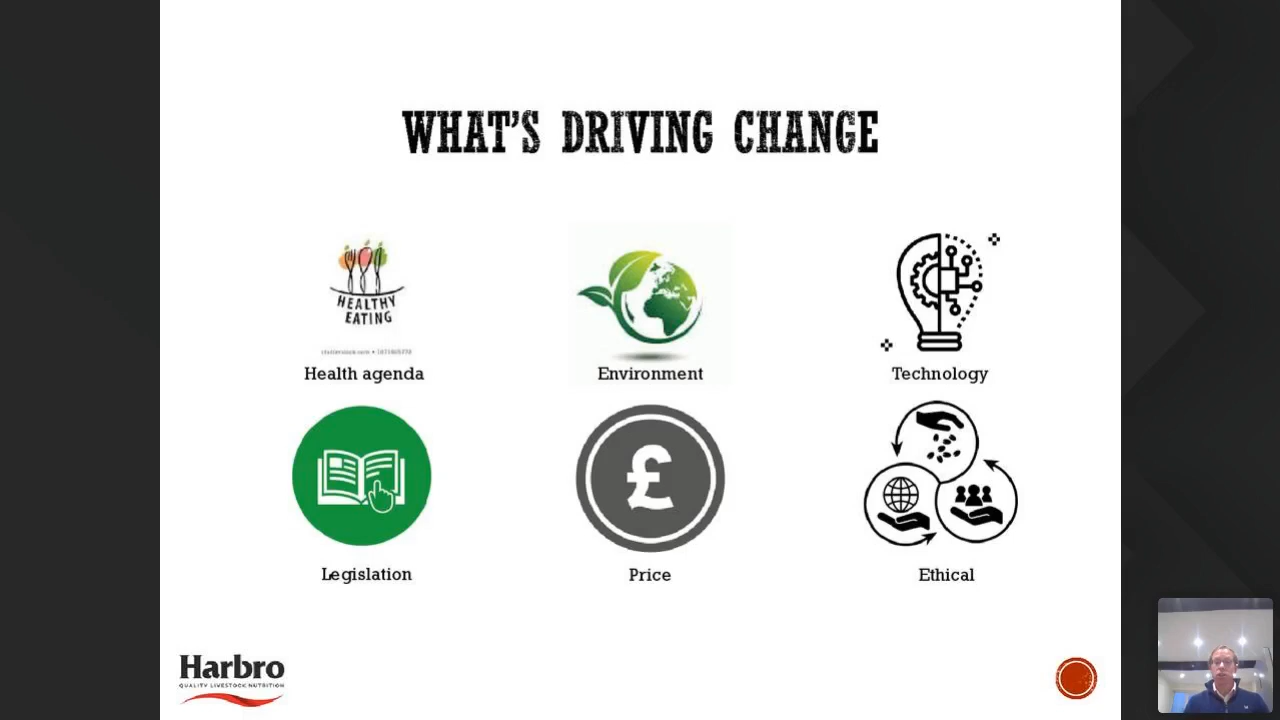 WHAT'S DRIVING CHANGE
HEALTHY
EATING
Health agenda
Environment
Technology
£
Legislation
Price
Ethical
Harbro
QUALITY LIVESTOCK NUTRITION